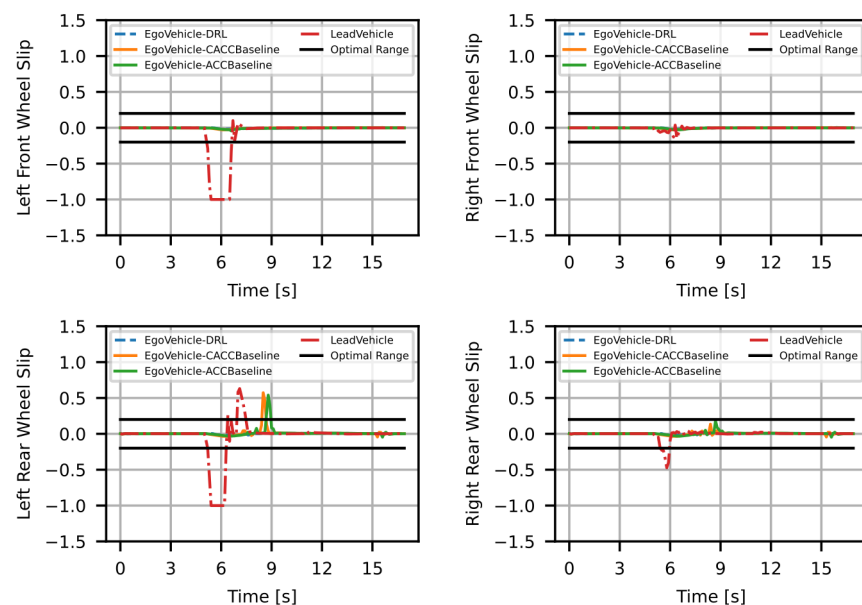 1.5
1.0
0.5
0.0
−0.5
−1.0
−1.5
Left Front Wheel Slip
EgoVehicle-DRL
EgoVehicle-CACCBaseline
EgoVehicle-ACCBaseline
LeadVehicle
Optimal Range
0 3 6 9 12 15
Time [s]
1.5
1.0
0.5
0.0
−0.5
−1.0
−1.5
Right Front Wheel Slip
EgoVehicle-DRL
EgoVehicle-CACCBaseline
EgoVehicle-ACCBaseline
LeadVehicle
Optimal Range
0 3 6 9 12 15
Time [s]
1.5
1.0
0.5
0.0
−0.5
−1.0
−1.5
Left Rear Wheel Slip
EgoVehicle-DRL
EgoVehicle-CACCBaseline
EgoVehicle-ACCBaseline
LeadVehicle
Optimal Range
0 3 6 9 12 15
Time [s]
1.5
1.0
0.5
0.0
−0.5
−1.0
−1.5
Right Rear Wheel Slip
EgoVehicle-DRL
EgoVehicle-CACCBaseline
EgoVehicle-ACCBaseline
LeadVehicle
Optimal Range
0 3 6 9 12 15
Time [s]